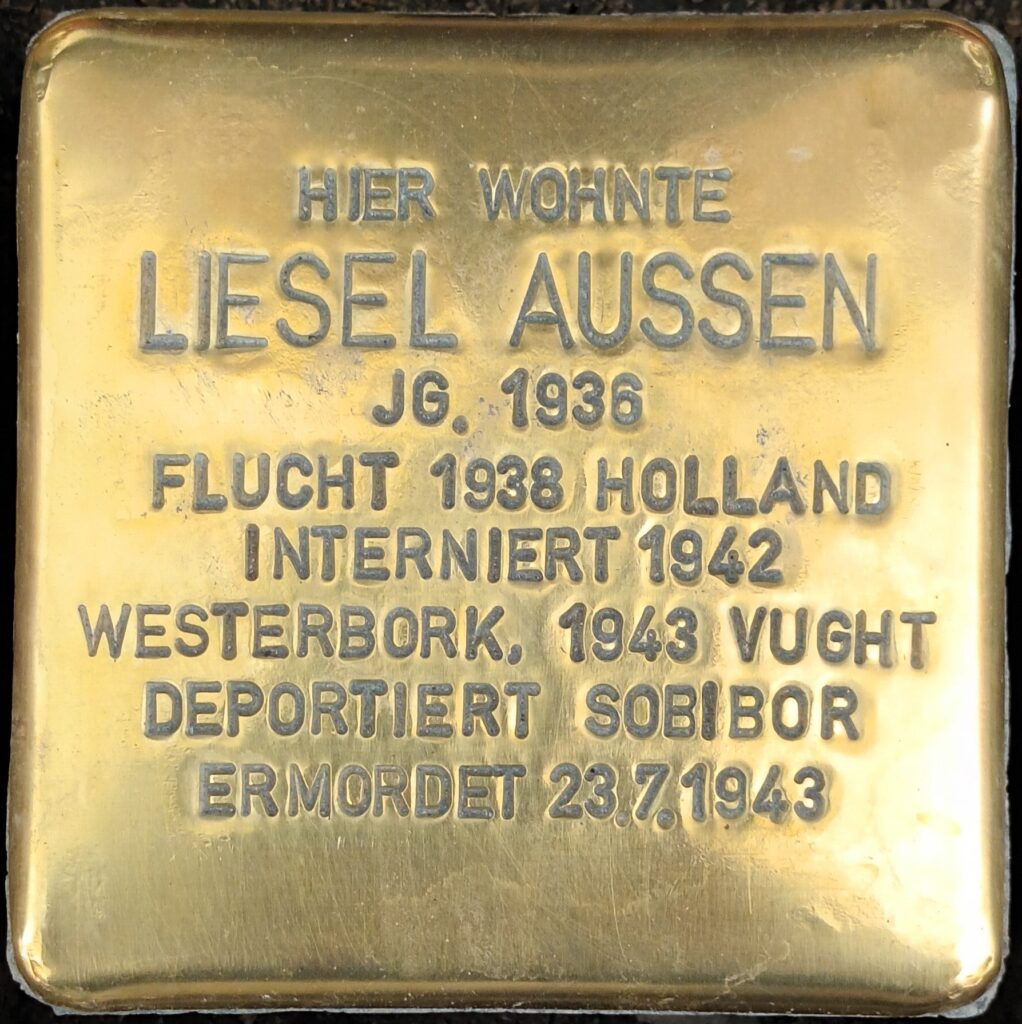 HIER WOHNTE
LIESEL AUSSEN
JG. 1936
FLUCHT 1938 HOLLAND
INTERNIERT 1942
WESTERBORK, 1943 VUGHT
DEPORTIERT SOBIBOR
ERMORDET 23.7.1943